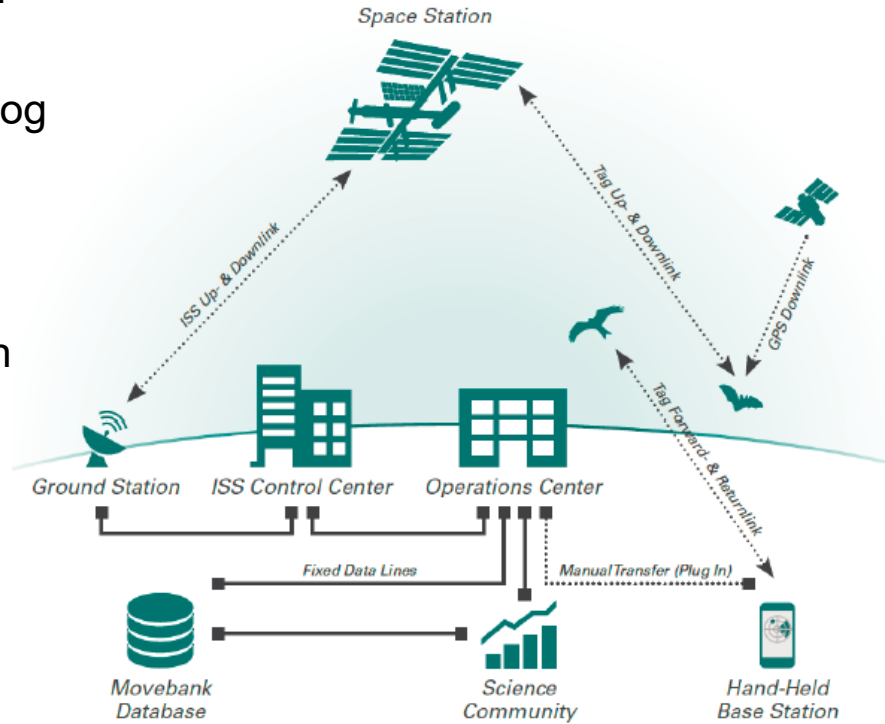 Space Station
og
ISS Up- & Downlink
Tag Up- & Downlink
GPS Downlink
n
Tag Forward- & Returnlink
Ground Station
ISS Control Center
Operations Center
Fixed Data Lines
Manual Transfer (Plug In)
Movebank
Database
Science
Community
Hand-Held
Base Station